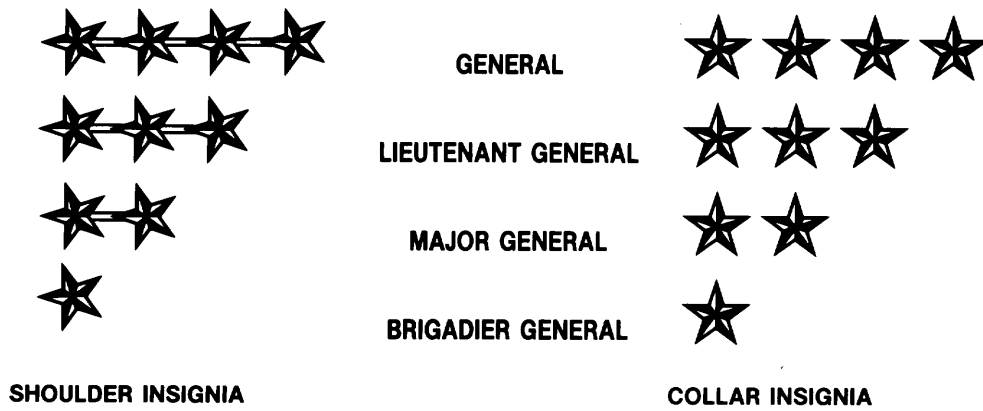 GENERAL
LIEUTENANT GENERAL
MAJOR GENERAL
BRIGADIER GENERAL
SHOULDER INSIGNIA
COLLAR INSIGNIA